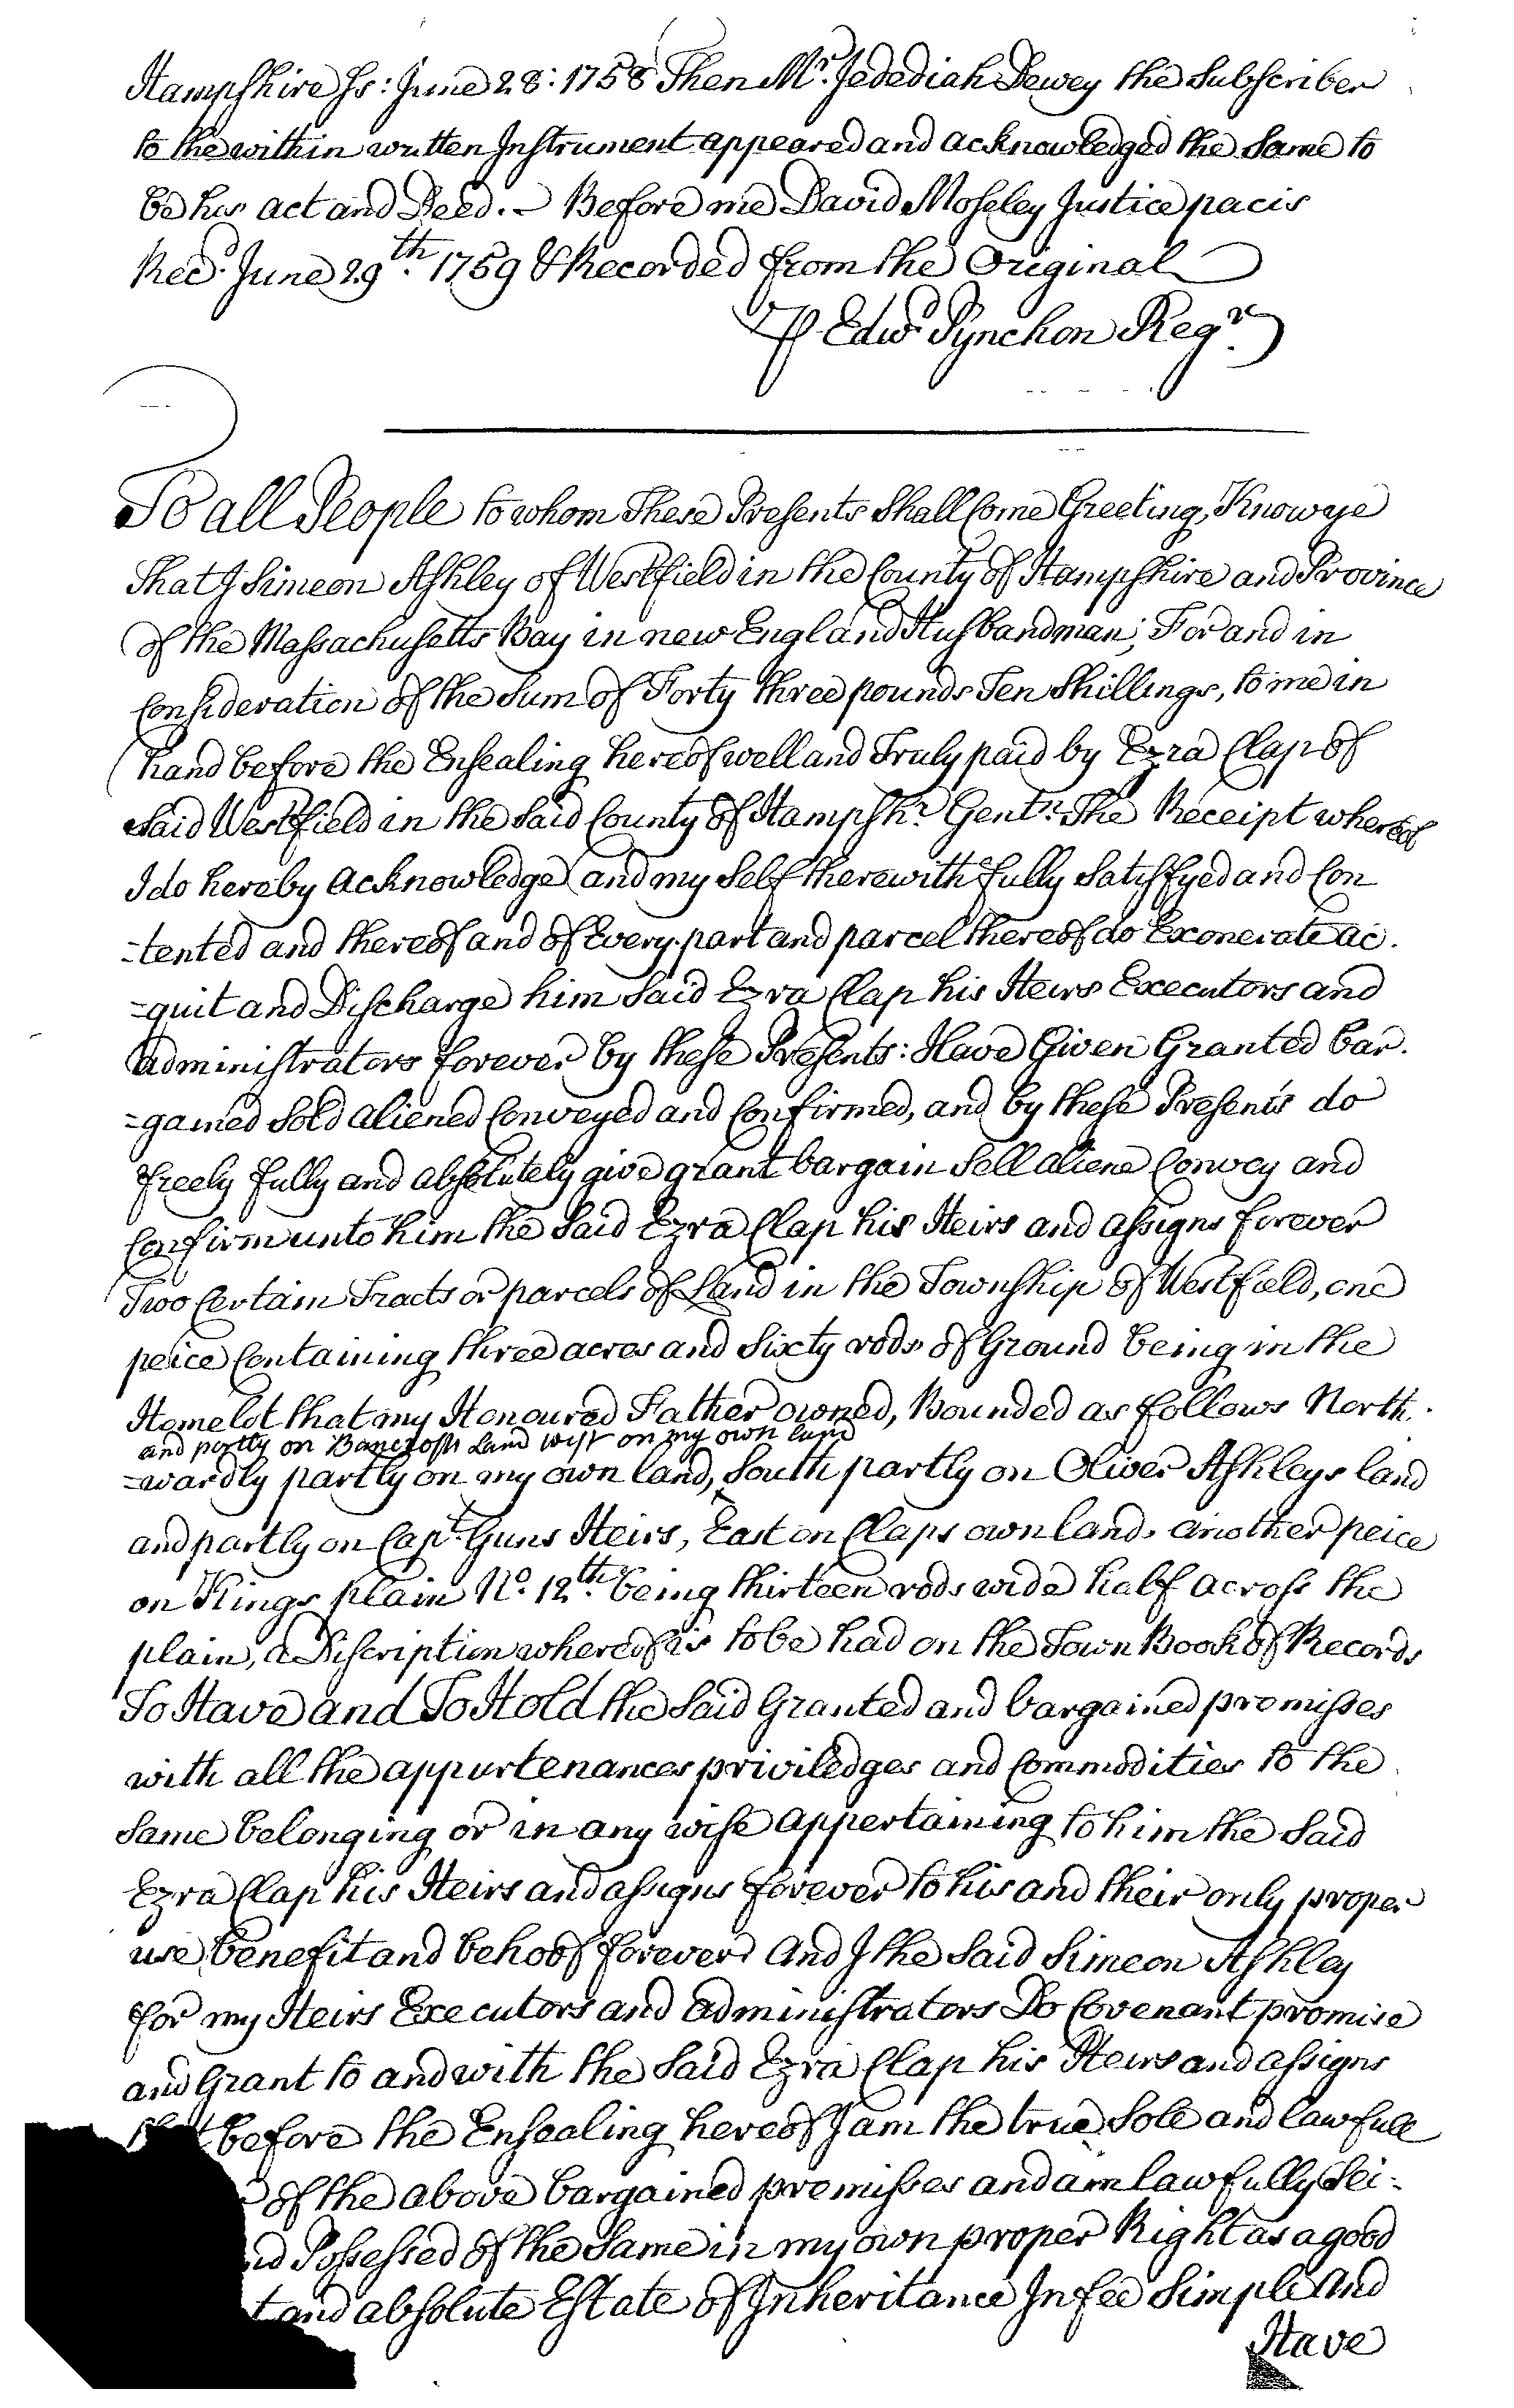 Hampshire Ss: June 28: 1758 Then Mr. Jedediah Dewey the Subscriber
to the within written Instrument appeared and acknowledged the Same to
be his act and Deed. – Before me David Moseley Justice pacis
Recd. June 29th. 1759 & Recorded from the Original
P Edwd Pynchon Regr.
To all People to whom These Presents Shall Come Greeting, Know ye
That I Simeon Ashley of Westfield in the County of Hampshire and Province
of the Massachusetts Bay in new England Husbandman; For and in
Consideration of the Sum of Forty three pounds Ten Shillings, to me in
hand before the Ensealing hereof well and Truly paid by Ezra Clap of
Said Westfield in the Said County of Hampshr. Gentn. The Receipt whereof
I do hereby acknowledge and my Self therewith fully Satisfyed and Con
-tented and thereof and of Every part and parcel thereof do Exonerate ac.
=quit and Discharge him Said Ezra Clap his Heirs Executors and
administrators forever by these Presents: Have Given Granted bar.
=gained Sold aliened Conveyed and Confirmed, and by these Presents do
freely fully and absolutely give grant bargain Sell aliene Convey and
Confirm unto him the Said Ezra Clap his Heirs and assigns forever
Two Certain Tracts or parcels of Land in the Township of Westfield, one
peice Containing three acres and Sixty rods of Ground being in the
Homelot that my Honoured Father owned, Bounded as follows North.
and partly on Bancrofts Land west on my own land
=wardly partly on my own land, South partly on Oliver Ashleys land
and partly on Capt. Guns Heirs, East on Claps own land. another peice
on Kings plain No. 12th. being thirteen rods wide half across the
plain, a Discription whereof is to be had on the Town Book of Records
To Have and To Hold the Said Granted and bargained promisses
with all the appurtenances priviledges and Commodities to the
Same belonging or in any wise appertaining to him the Said
Ezra Clap his Heirs and assigns forever to his and their only proper
use benefit and behoof forever And I the Said Simeon Ashley
for my Heirs Executors and administrators Do Covenant promise
and Grant to and with the Said Ezra Clap his Heirs and assigns
that before the Ensealing hereof I am the true Sole and lawfull
of the above bargained promisses and am lawfully Sei-
Possessed of the Same in my own proper Right as a good
and absolute Estate of Inheritance In fee Simple And
Have